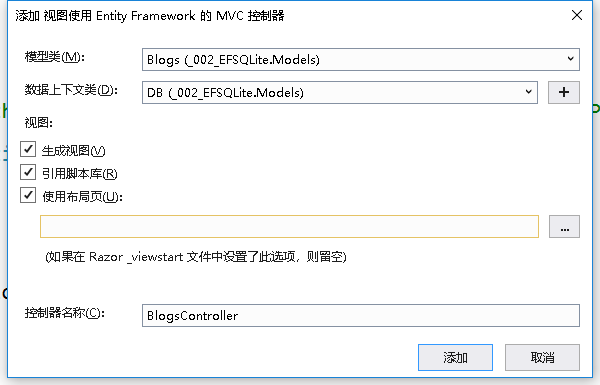 添加 视图使用 Entity Framework 的 MVC 控制器
模型类(M):
Blogs (_002_EFSQLite.Models)
数据上下文类(D):
DB (_002_EFSQLite.Models)
+
视图:
生成视图(V)
引用脚本库(R)
使用布局页(U):
...
(如果在 Razor _viewstart 文件中设置了此选项，则留空)
控制器名称(C):
BlogsController
添加
取消